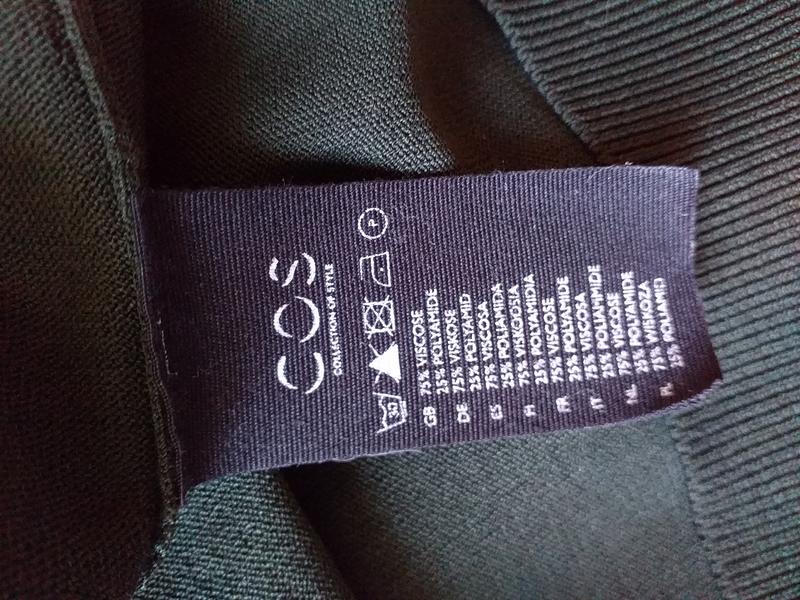 COS
COLLECTION OF STYLE
30
P
GB 75% VISCOSE
25% POLYAMIDE
DE 75% VISKOSE
25% POLYAMID
ES 75% VISCOSA
25% POLIAMIDA
FI 75% VISKOOSIA
25% POLYAMIDIA
FR 75% VISCOSE
25% POLYAMIDE
IT 75% VISCOSA
25% POLIAMMIDE
NL 75% VISCOSE
25% POLYAMIDE
PL 75% WISKOZA
25% POLIAMID